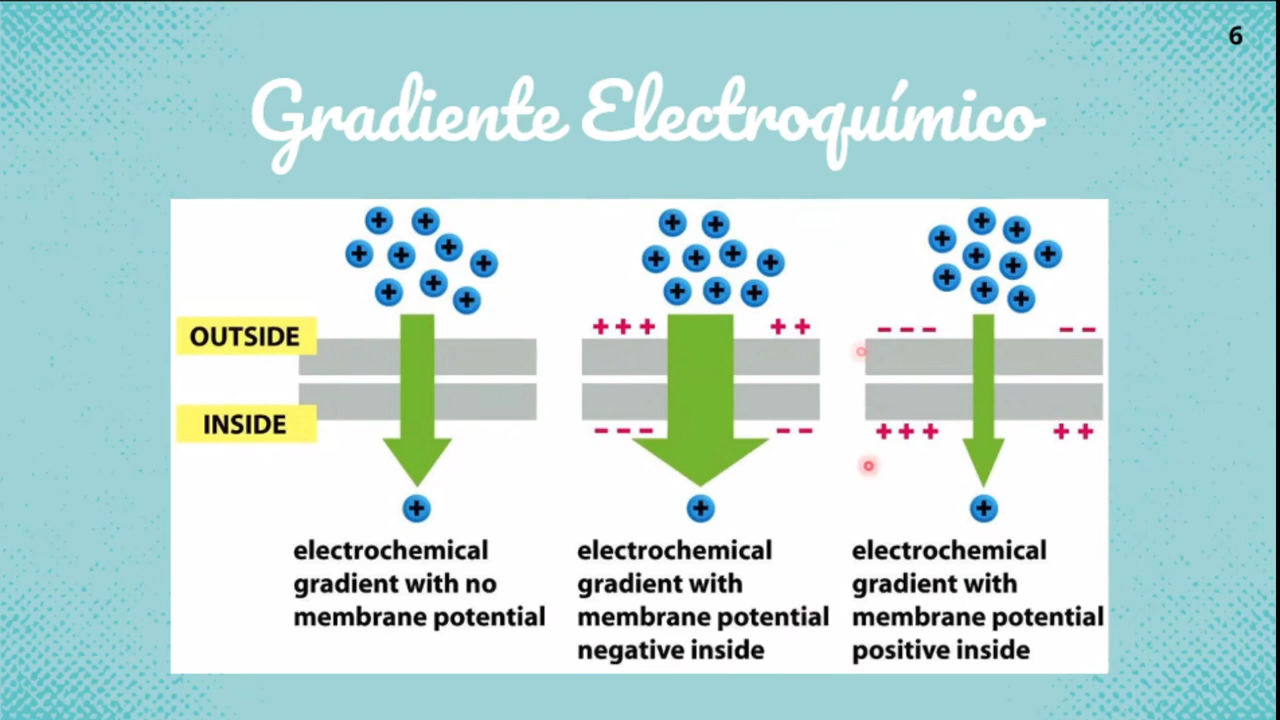 6
Gradiente Electroquímico
+ + + + + + + + +
+ + + + + + + + + +
+ + + + + + + + + +
OUTSIDE
+++ ++
--- --
INSIDE
--- --
+++ ++
+
+
+
electrochemical
gradient with no
membrane potential
electrochemical
gradient with
membrane potential
negative inside
electrochemical
gradient with
membrane potential
positive inside